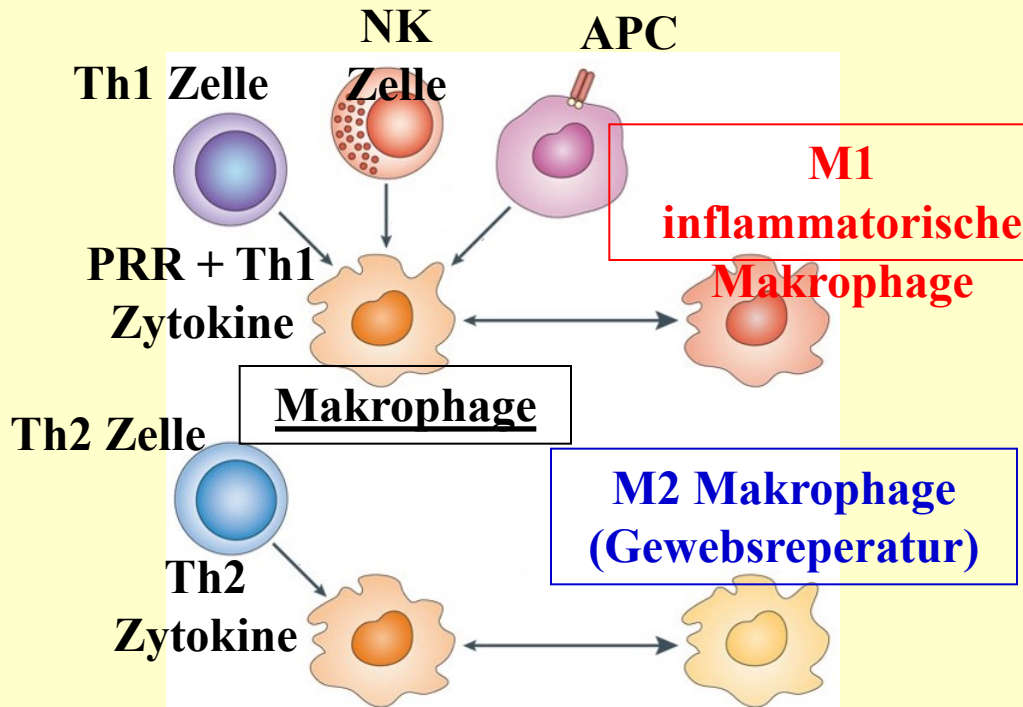 NK
Zelle
APC
Th1 Zelle
M1
inflammatorische
Makrophage
PRR + Th1
Zytokine
Makrophage
Th2 Zelle
M2 Makrophage
(Gewebsreperatur)
Th2
Zytokine